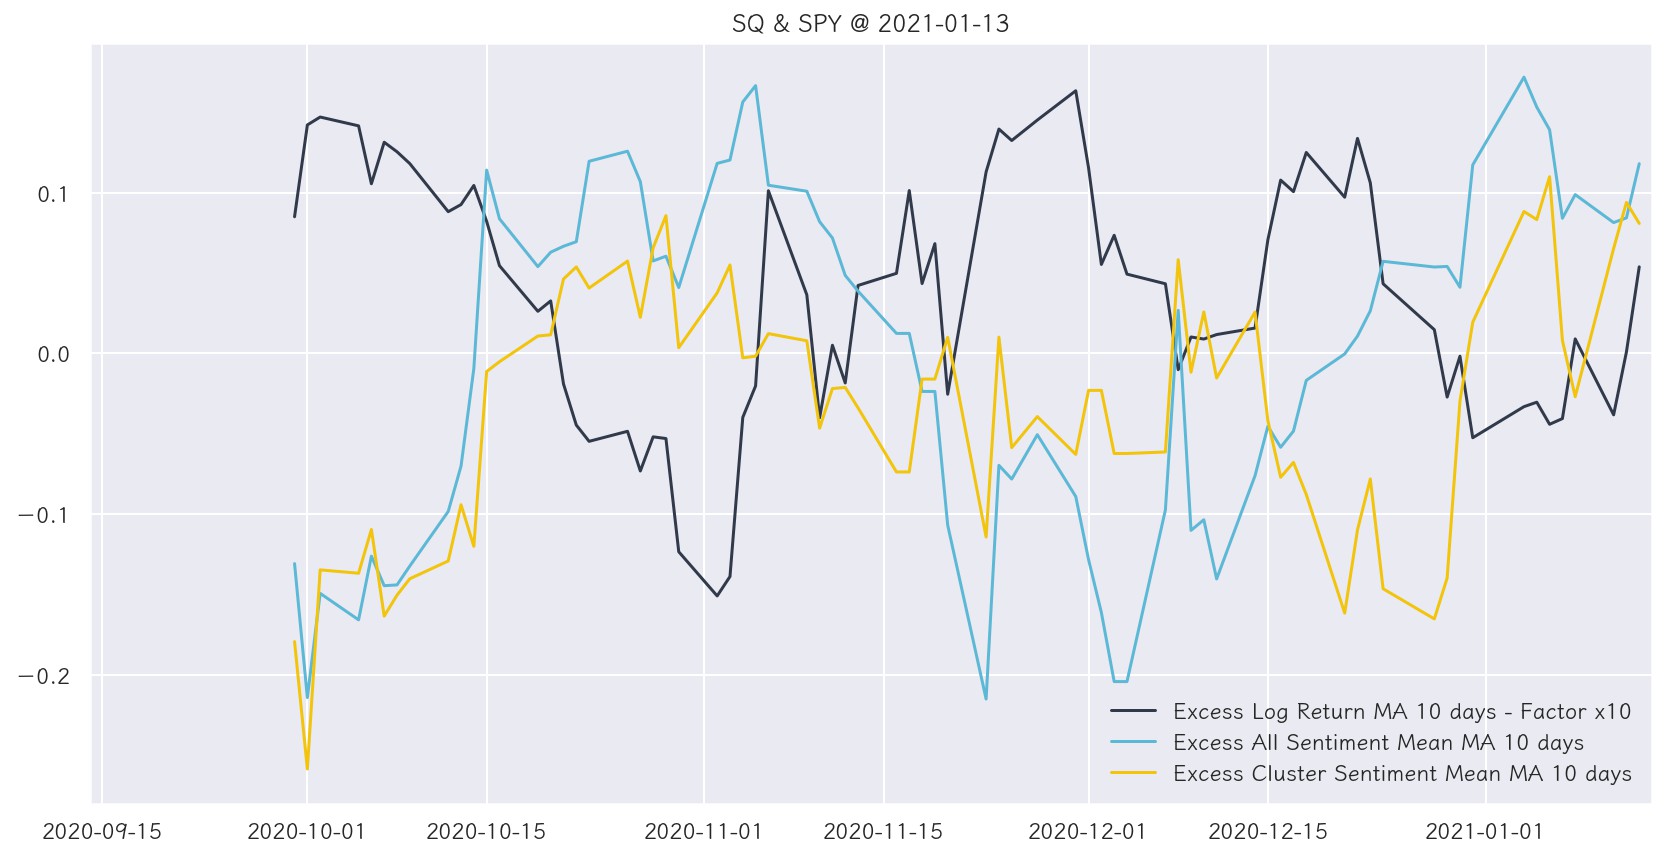 SQ & SPY @ 2021-01-13
0.1
0.0
−0.1
−0.2
Excess Log Return MA 10 days - Factor x10
Excess All Sentiment Mean MA 10 days
Excess Cluster Sentiment Mean MA 10 days
2020-09-15 2020-10-01 2020-10-15 2020-11-01 2020-11-15 2020-12-01 2020-12-15 2021-01-01